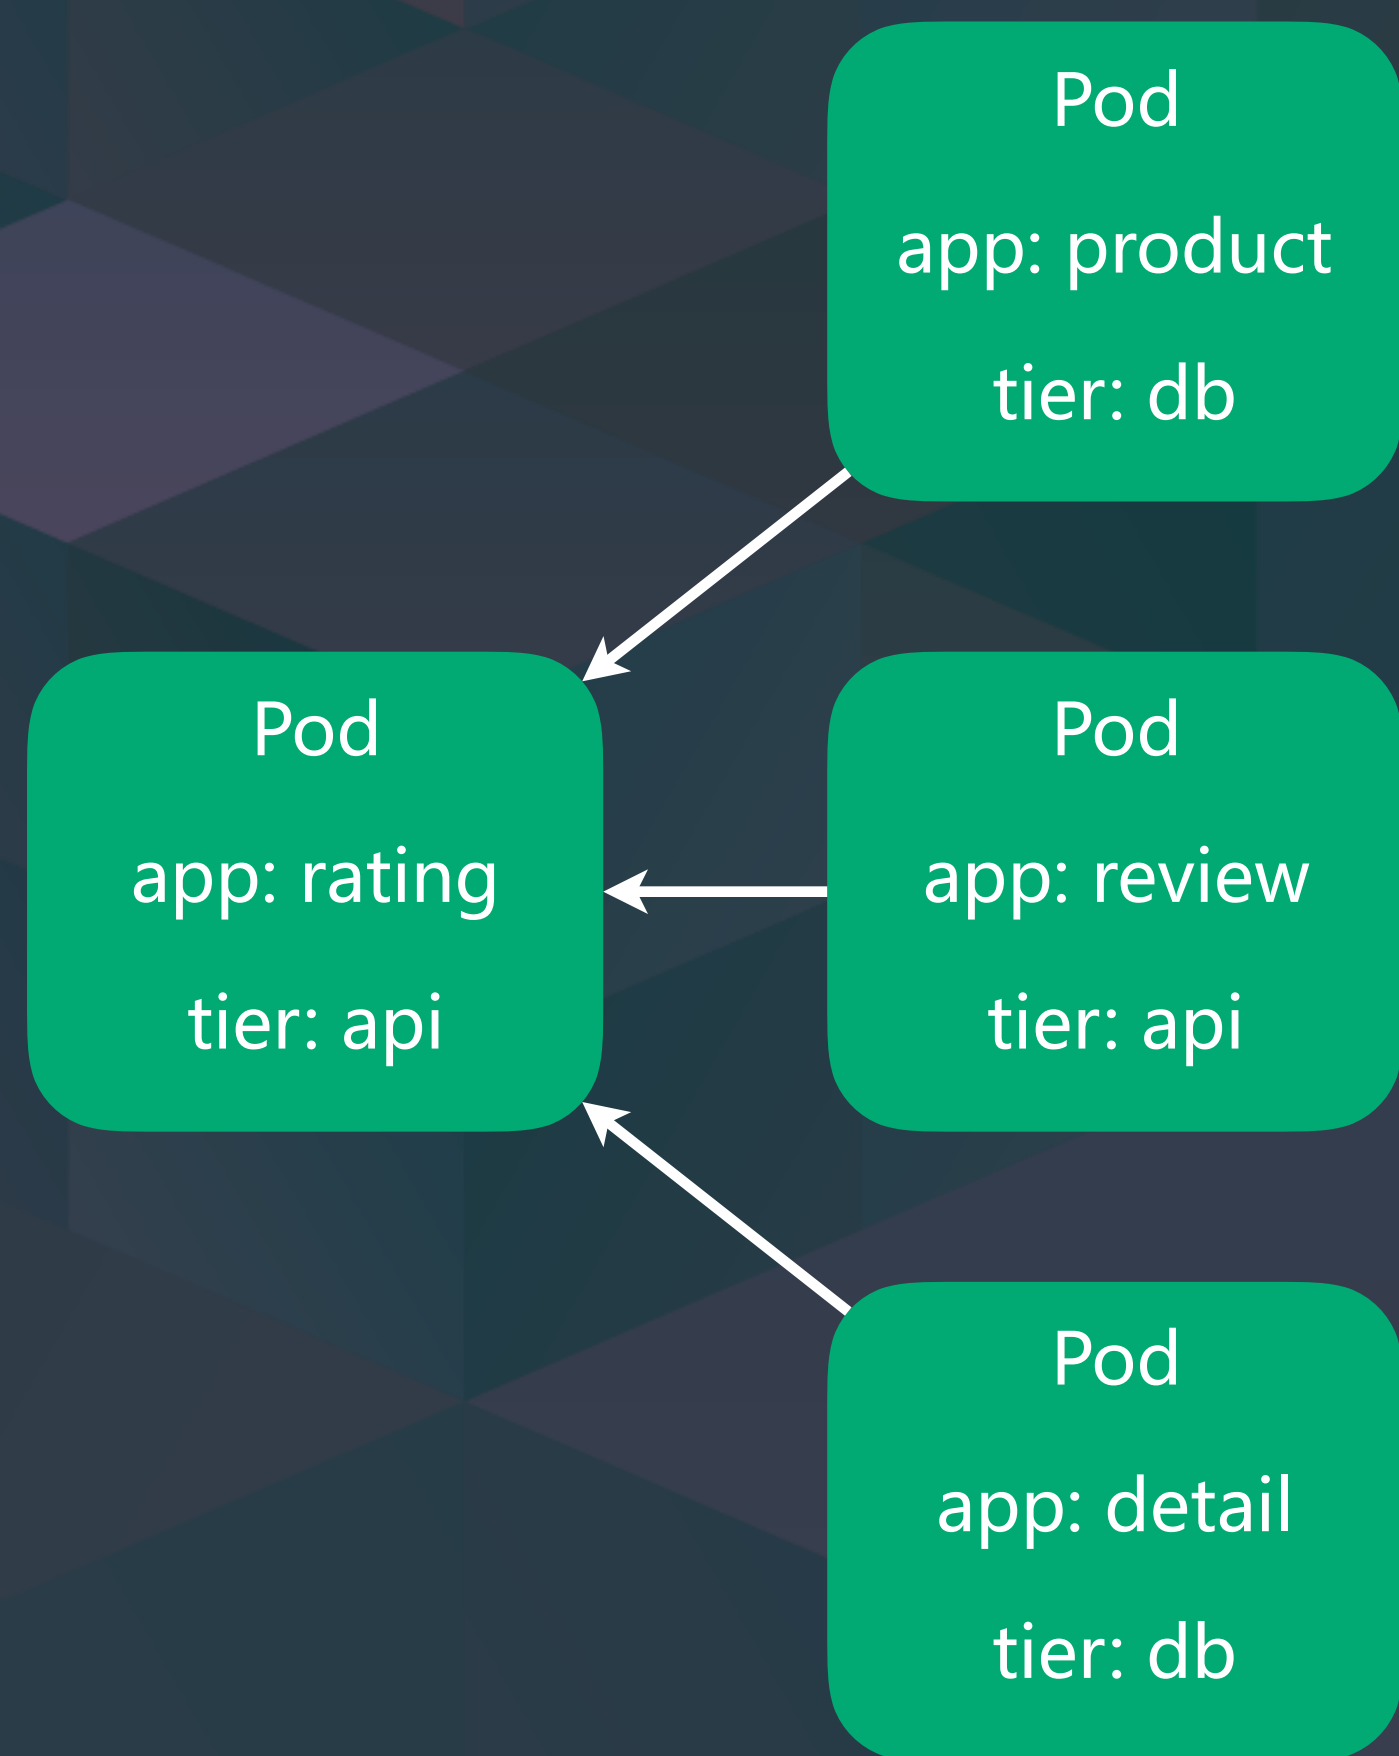 Pod
app: product
tier: db
Pod
app: rating
tier: api
Pod
app: review
tier: api
Pod
app: detail
tier: db